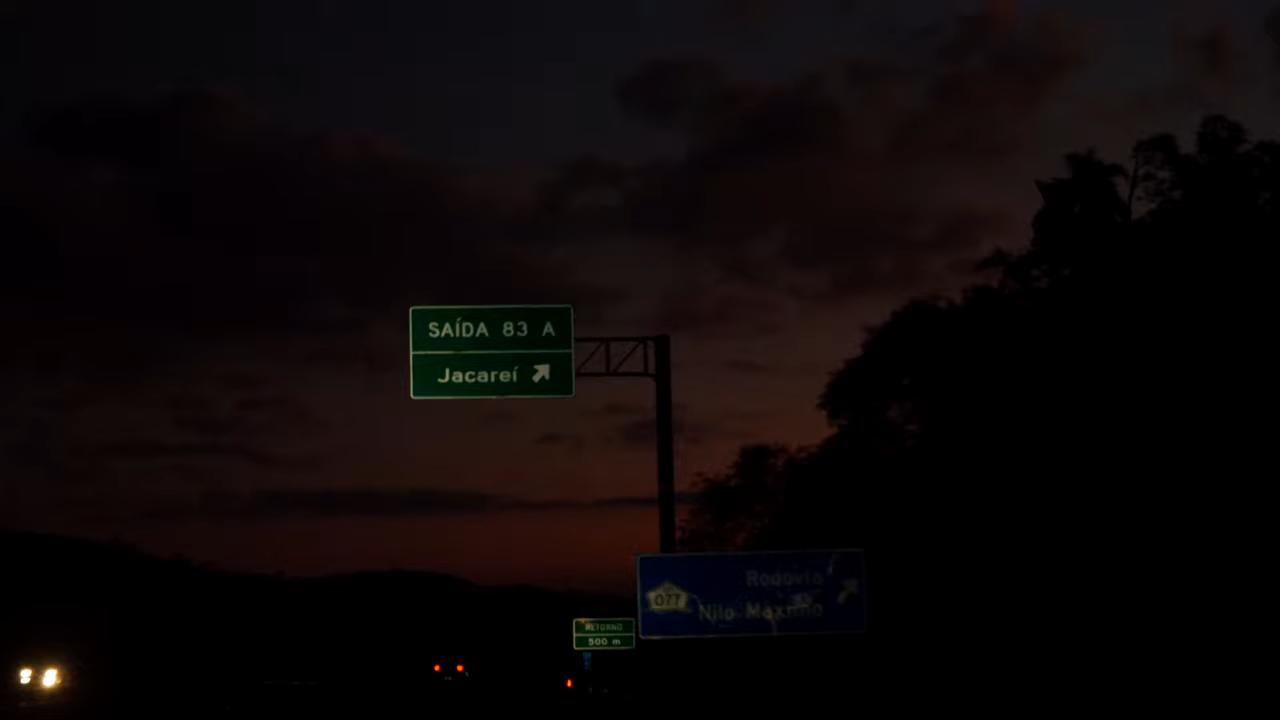 SAÍDA 83 A
Jacareí
077
Rodovia
Nilo Máximo
RETORNO
500 m